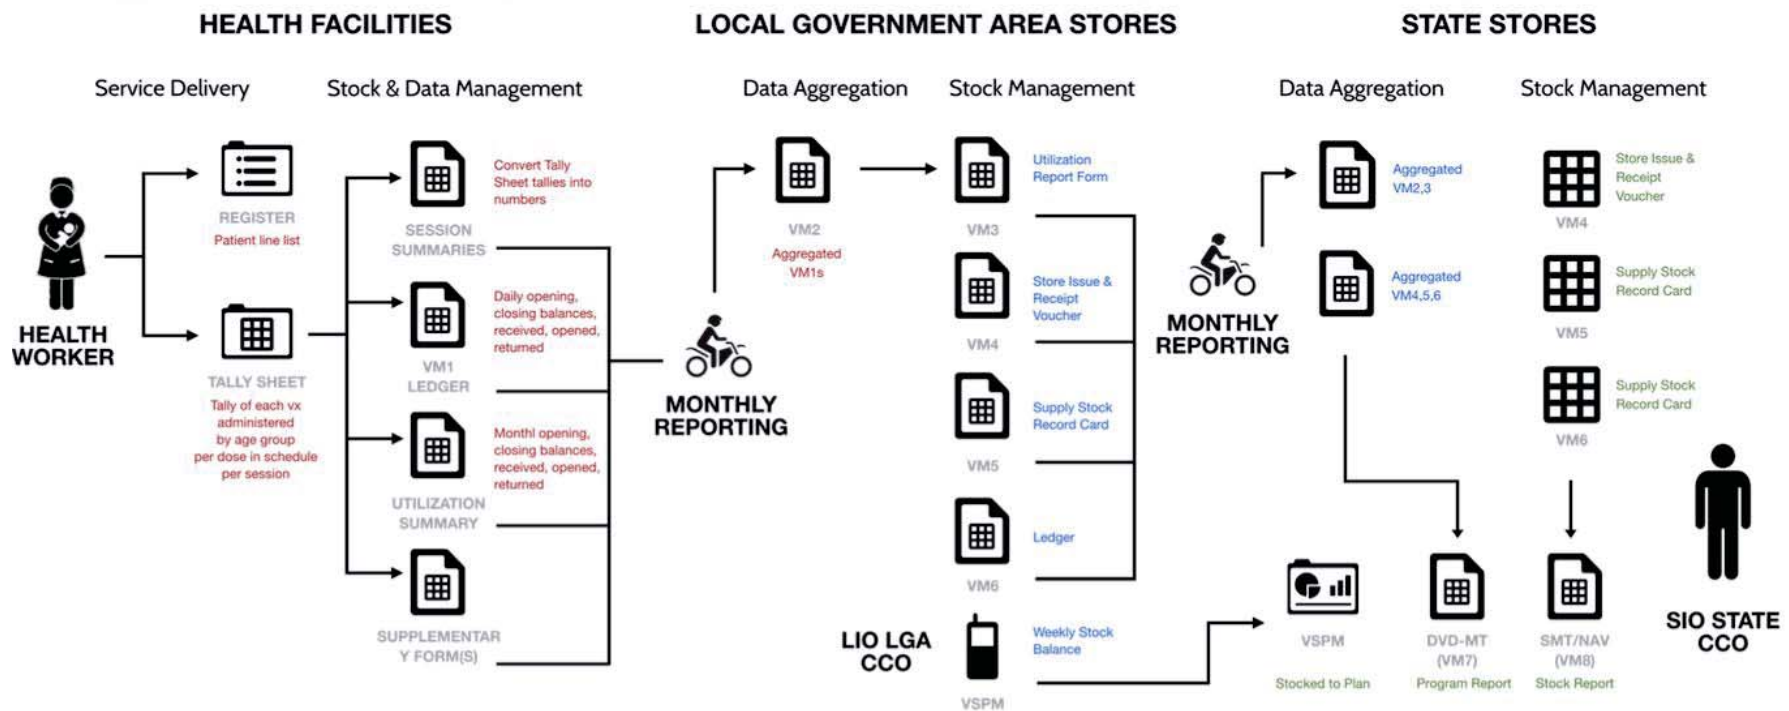 HEALTH FACILITIES
LOCAL GOVERNMENT AREA STORES
STATE STORES
Service Delivery
Stock & Data Management
Data Aggregation
Stock Management
Data Aggregation
Stock Management
HEALTH
WORKER
REGISTER
Patient line list
TALLY SHEET
Tally of each vx
administered
by age group
per dose in schedule
per session
SESSION
SUMMARIES
Convert Tally
Sheet tallies into
numbers
VM1
LEDGER
Daily opening,
closing balances,
received, opened,
returned
UTILIZATION
SUMMARY
Monthl opening,
closing balances,
received, opened,
returned
SUPPLEMENTAR
Y FORM(S)
MONTHLY
REPORTING
VM2
Aggregated
VM1s
VM3
Utilization
Report Form
VM4
Store Issue &
Receipt
Voucher
VM5
Supply Stock
Record Card
VM6
Ledger
LIO LGA
CCO
VSPM
Weekly Stock
Balance
MONTHLY
REPORTING
Aggregated
VM2,3
Aggregated
VM4,5,6
VM4
Store Issue &
Receipt
Voucher
VM5
Supply Stock
Record Card
VM6
Supply Stock
Record Card
VSPM
Stocked to Plan
DVD-MT
(VM7)
Program Report
SMT/NAV
(VM8)
Stock Report
SIO STATE
CCO